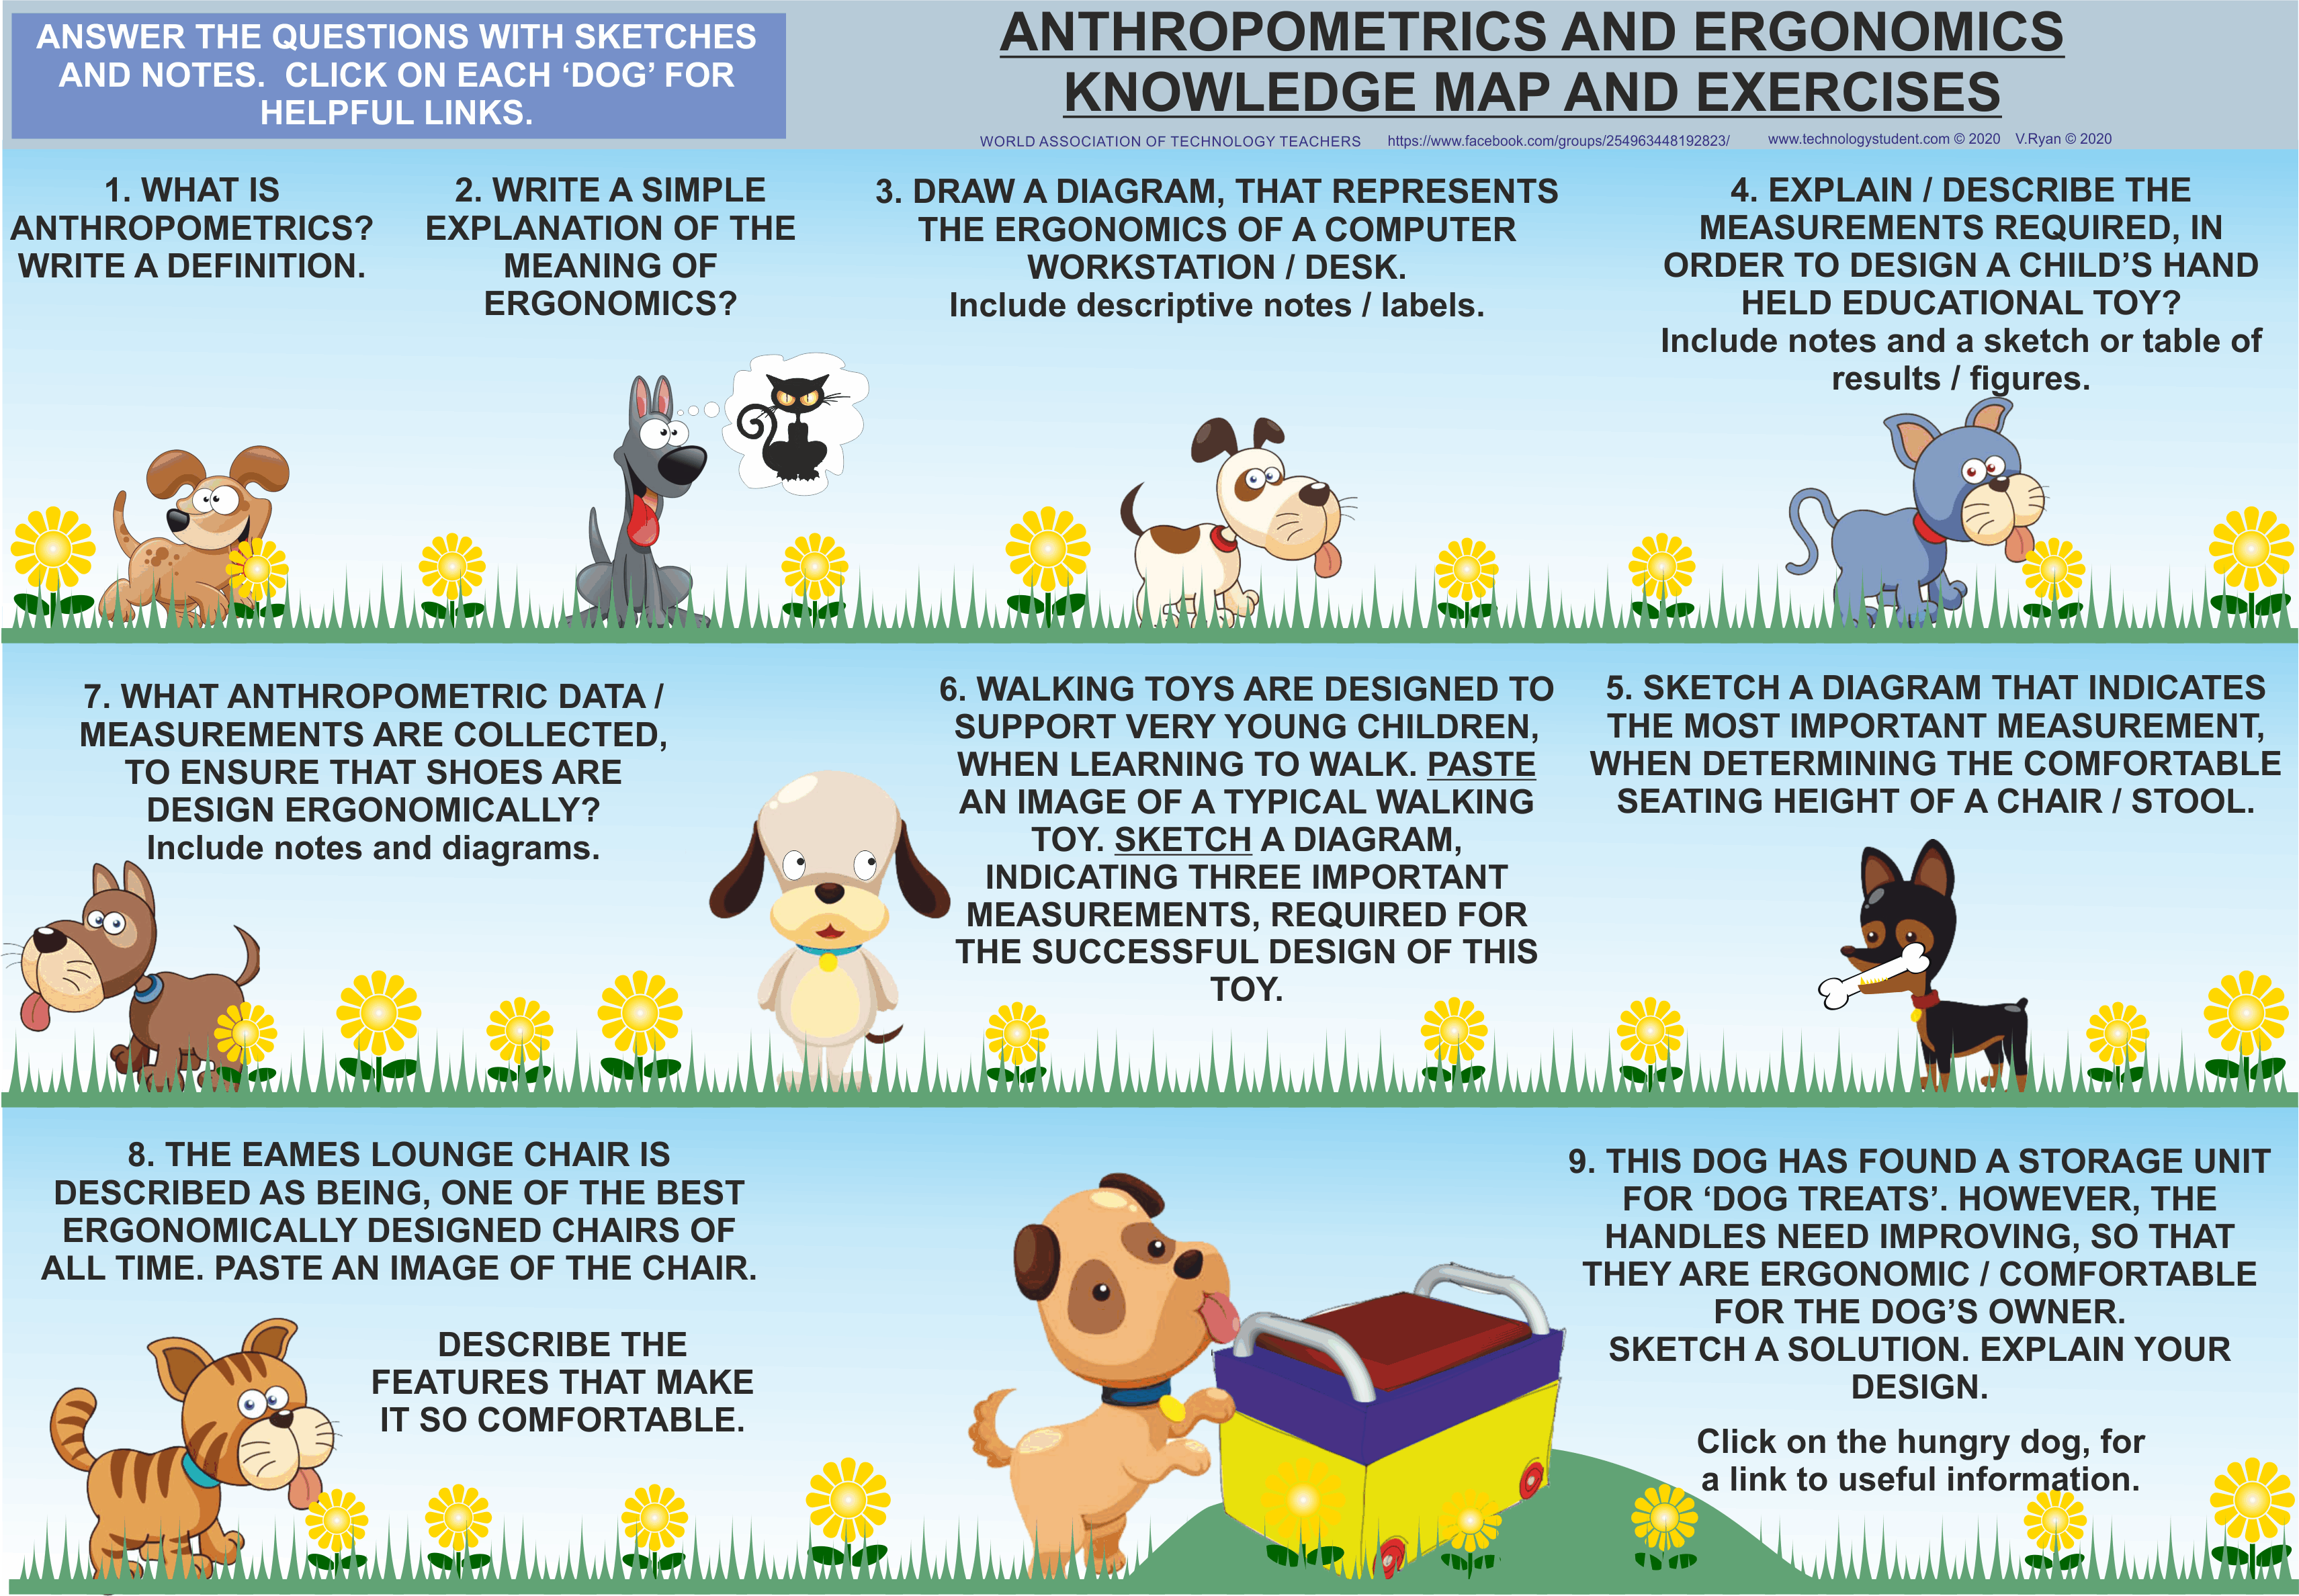 ANSWER THE QUESTIONS WITH SKETCHES
AND NOTES.  CLICK ON EACH ‘DOG’ FOR
HELPFUL LINKS.
ANTHROPOMETRICS AND ERGONOMICS
KNOWLEDGE MAP AND EXERCISES
WORLD ASSOCIATION OF TECHNOLOGY TEACHERS   https://www.facebook.com/groups/254963448192823/   www.technologystudent.com © 2020   V.Ryan © 2020
1. WHAT IS
ANTHROPOMETRICS?
WRITE A DEFINITION.
2. WRITE A SIMPLE
EXPLANATION OF THE
MEANING OF
ERGONOMICS?
3. DRAW A DIAGRAM, THAT REPRESENTS
THE ERGONOMICS OF A COMPUTER
WORKSTATION / DESK.
Include descriptive notes / labels.
4. EXPLAIN / DESCRIBE THE
MEASUREMENTS REQUIRED, IN
ORDER TO DESIGN A CHILD’S HAND
HELD EDUCATIONAL TOY?
Include notes and a sketch or table of
results / figures.
5. SKETCH A DIAGRAM THAT INDICATES
THE MOST IMPORTANT MEASUREMENT,
WHEN DETERMINING THE COMFORTABLE
SEATING HEIGHT OF A CHAIR / STOOL.
6. WALKING TOYS ARE DESIGNED TO
SUPPORT VERY YOUNG CHILDREN,
WHEN LEARNING TO WALK. PASTE
AN IMAGE OF A TYPICAL WALKING
TOY. SKETCH A DIAGRAM,
INDICATING THREE IMPORTANT
MEASUREMENTS, REQUIRED FOR
THE SUCCESSFUL DESIGN OF THIS
TOY.
7. WHAT ANTHROPOMETRIC DATA /
MEASUREMENTS ARE COLLECTED,
TO ENSURE THAT SHOES ARE
DESIGN ERGONOMICALLY?
Include notes and diagrams.
8. THE EAMES LOUNGE CHAIR IS
DESCRIBED AS BEING, ONE OF THE BEST
ERGONOMICALLY DESIGNED CHAIRS OF
ALL TIME. PASTE AN IMAGE OF THE CHAIR.
DESCRIBE THE
FEATURES THAT MAKE
IT SO COMFORTABLE.
9. THIS DOG HAS FOUND A STORAGE UNIT
FOR ‘DOG TREATS’. HOWEVER, THE
HANDLES NEED IMPROVING, SO THAT
THEY ARE ERGONOMIC / COMFORTABLE
FOR THE DOG’S OWNER.
SKETCH A SOLUTION. EXPLAIN YOUR
DESIGN.
Click on the hungry dog, for
a link to useful information.